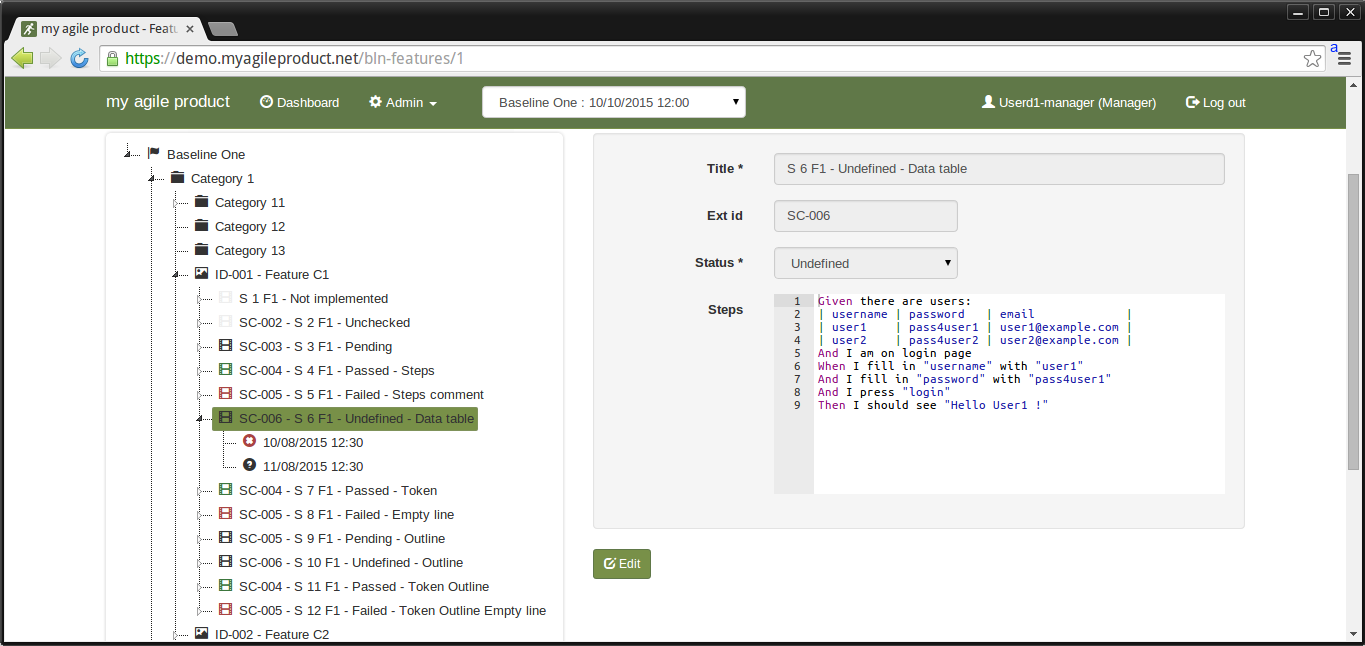 my agile product - Featu
a
https://demo.myagileproduct.net/bln-features/1
my agile product Dashboard Admin Baseline One : 10/10/2015 12:00 Userd1-manager (Manager) Log out
Baseline One
Category 1
Category 11
Category 12
Category 13
ID-001 - Feature C1
S 1 F1 - Not implemented
SC-002 - S 2 F1 - Unchecked
SC-003 - S 3 F1 - Pending
SC-004 - S 4 F1 - Passed - Steps
SC-005 - S 5 F1 - Failed - Steps comment
SC-006 - S 6 F1 - Undefined - Data table
10/08/2015 12:30
11/08/2015 12:30
SC-004 - S 7 F1 - Passed - Token
SC-005 - S 8 F1 - Failed - Empty line
SC-005 - S 9 F1 - Pending - Outline
SC-006 - S 10 F1 - Undefined - Outline
SC-004 - S 11 F1 - Passed - Token Outline
SC-005 - S 12 F1 - Failed - Token Outline Empty line
ID-002 - Feature C2
Title * S 6 F1 - Undefined - Data table
Ext id SC-006
Status * Undefined
Steps
1 Given there are users:
2 | username | password | email |
3 | user1 | pass4user1 | user1@example.com |
4 | user2 | pass4user2 | user2@example.com |
5 And I am on login page
6 When I fill in "username" with "user1"
7 And I fill in "password" with "pass4user1"
8 And I press "login"
9 Then I should see "Hello User1 !"
Edit